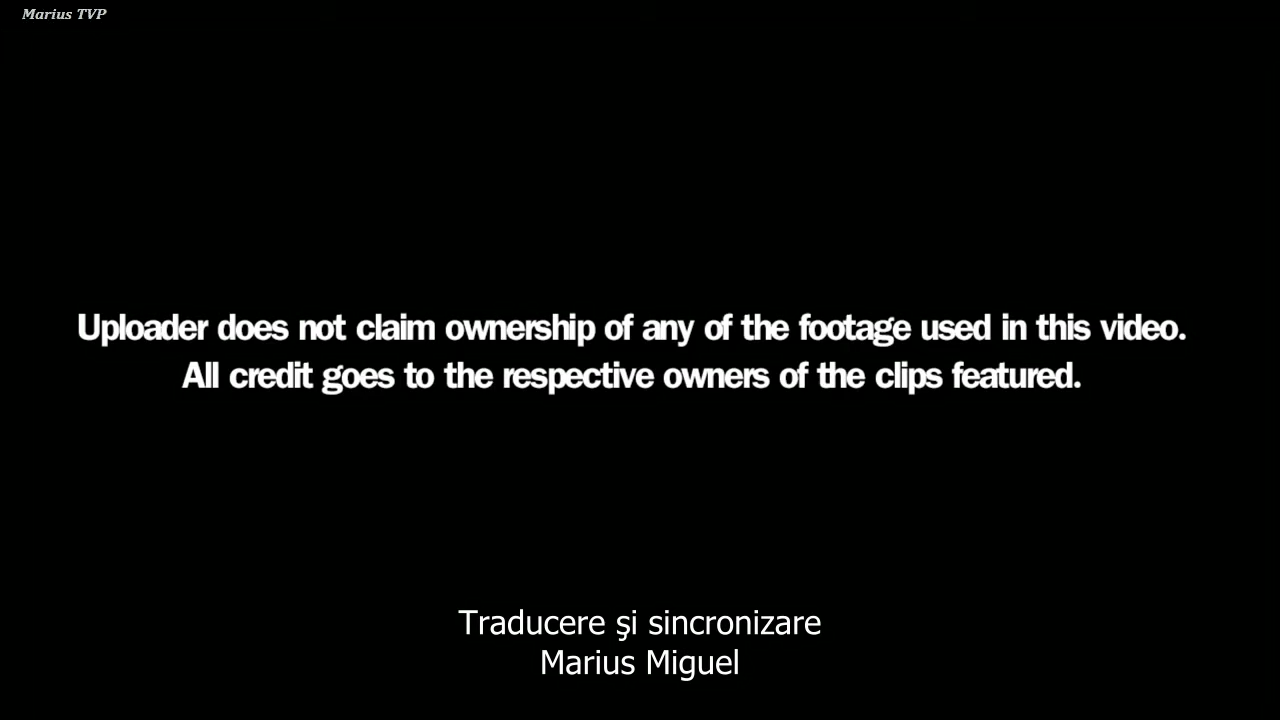 Marius TVP
Uploader does not claim ownership of any of the footage used in this video.
All credit goes to the respective owners of the clips featured.
Traducere şi sincronizare
Marius Miguel